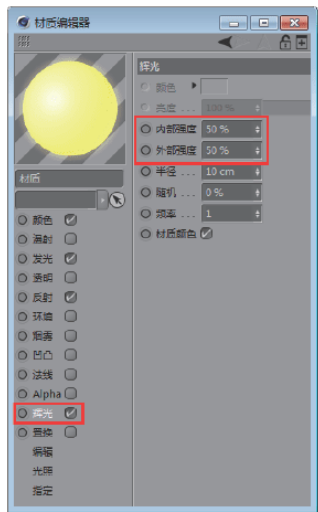 材质编辑器
材质
颜色
漫射
发光
透明
反射
环境
烟雾
凹凸
法线
Alpha
辉光
置换
编辑
光照
指定
辉光
颜色
亮度 ... 100 %
内部强度 50 %
外部强度 50 %
半径 ... 10 cm
随机 ... 0 %
频率 ... 1
材质颜色